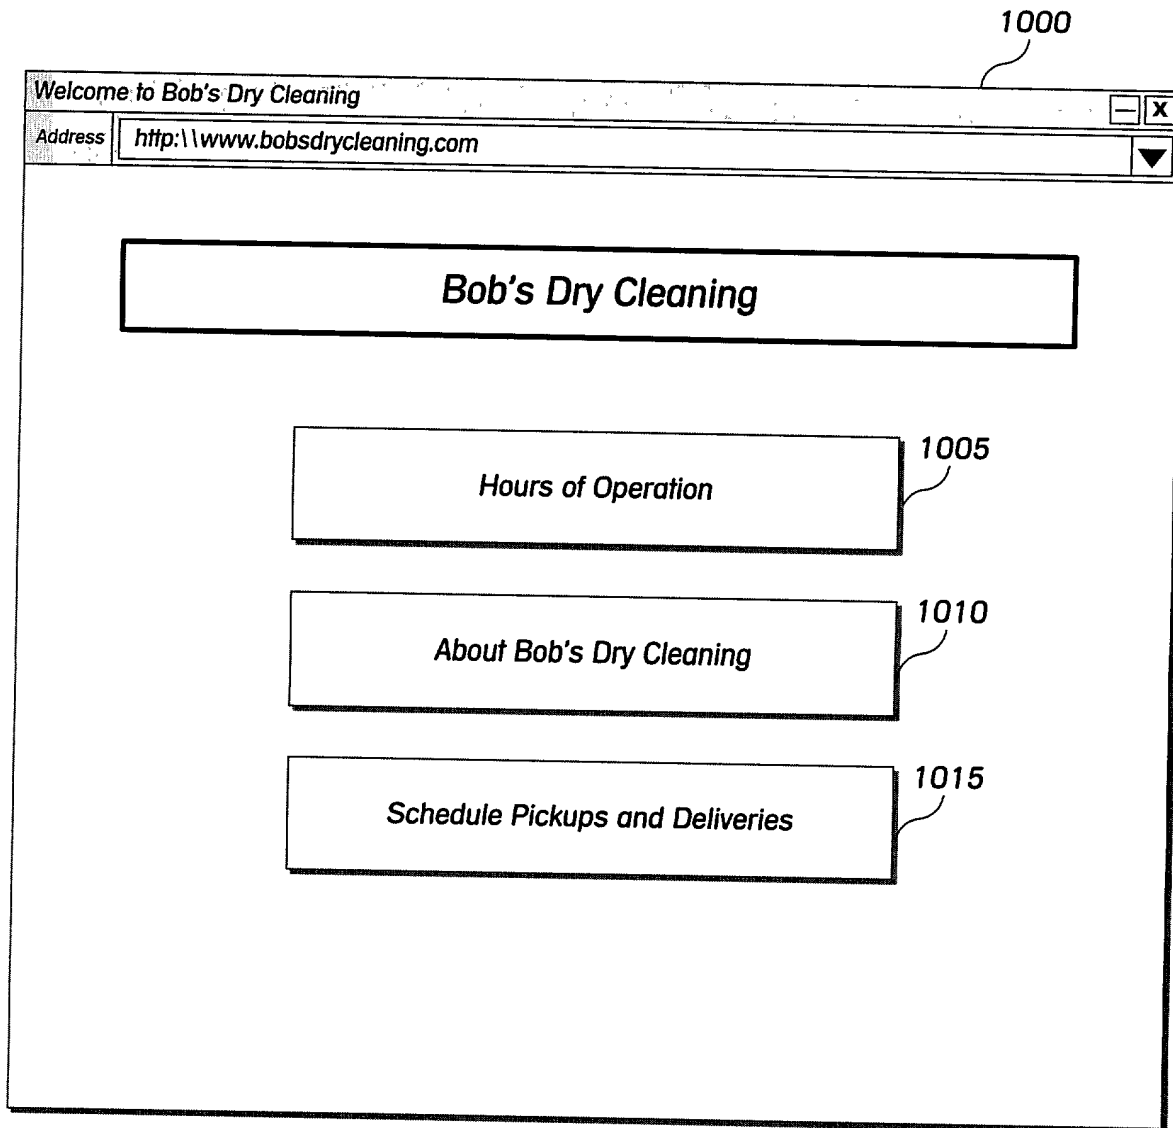 1000
Welcome to Bob's Dry Cleaning
Address http:\\www.bobsdrycleaning.com
Bob's Dry Cleaning
Hours of Operation
1005
About Bob's Dry Cleaning
1010
Schedule Pickups and Deliveries
1015